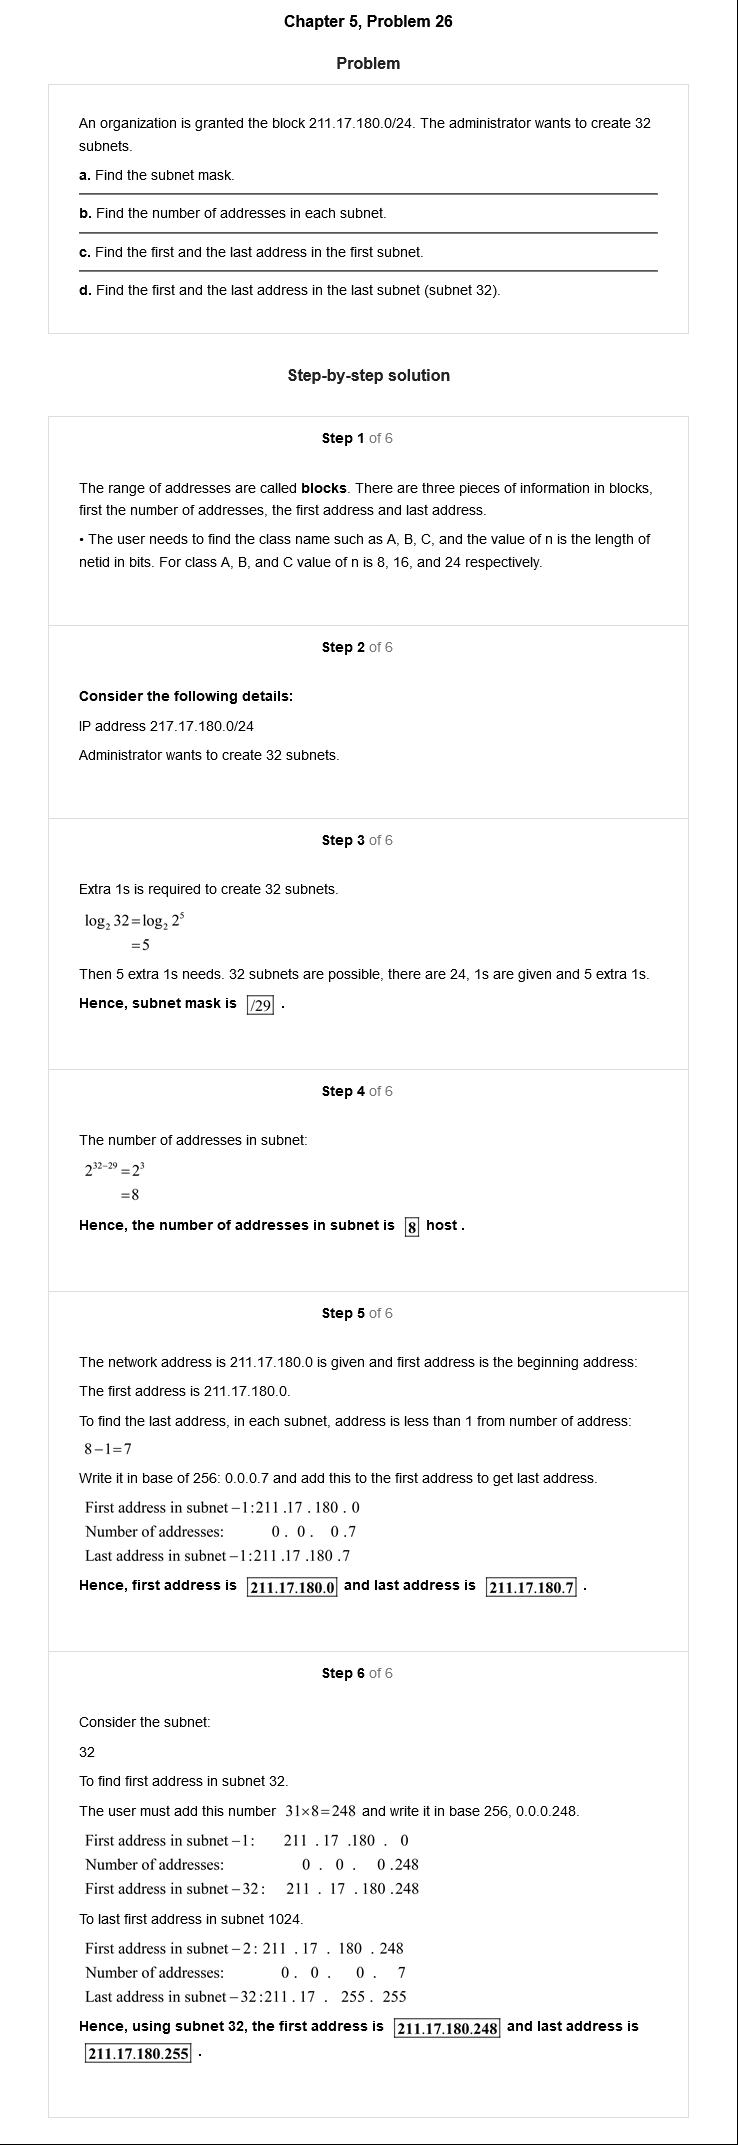 Chapter 5, Problem 26
Problem
An organization is granted the block 211.17.180.0/24. The administrator wants to create 32
subnets.
a. Find the subnet mask.
b. Find the number of addresses in each subnet.
c. Find the first and the last address in the first subnet.
d. Find the first and the last address in the last subnet (subnet 32).
Step-by-step solution
Step 1 of 6
The range of addresses are called blocks. There are three pieces of information in blocks,
first the number of addresses, the first address and last address.
• The user needs to find the class name such as A, B, C, and the value of n is the length of
netid in bits. For class A, B, and C value of n is 8, 16, and 24 respectively.
Step 2 of 6
Consider the following details:
IP address 217.17.180.0/24
Administrator wants to create 32 subnets.
Step 3 of 6
Extra 1s is required to create 32 subnets.
log₂ 32 = log₂ 2⁵
= 5
Then 5 extra 1s needs. 32 subnets are possible, there are 24, 1s are given and 5 extra 1s.
Hence, subnet mask is /29 .
Step 4 of 6
The number of addresses in subnet:
2³²⁻²⁹ = 2³
= 8
Hence, the number of addresses in subnet is 8 host .
Step 5 of 6
The network address is 211.17.180.0 is given and first address is the beginning address:
The first address is 211.17.180.0.
To find the last address, in each subnet, address is less than 1 from number of address:
8 − 1 = 7
Write it in base of 256: 0.0.0.7 and add this to the first address to get last address.
First address in subnet − 1:211 .17 . 180 . 0
Number of addresses: 0 . 0 . 0 .7
Last address in subnet − 1:211 .17 .180 .7
Hence, first address is 211.17.180.0 and last address is 211.17.180.7 .
Step 6 of 6
Consider the subnet:
32
To find first address in subnet 32.
The user must add this number 31×8=248 and write it in base 256, 0.0.0.248.
First address in subnet − 1: 211 . 17 .180 . 0
Number of addresses: 0 . 0 . 0 .248
First address in subnet − 32: 211 . 17 . 180 .248
To last first address in subnet 1024.
First address in subnet − 2: 211 . 17 . 180 . 248
Number of addresses: 0 . 0 . 0 . 7
Last address in subnet − 32:211 . 17 . 255 . 255
Hence, using subnet 32, the first address is 211.17.180.248 and last address is
211.17.180.255 .